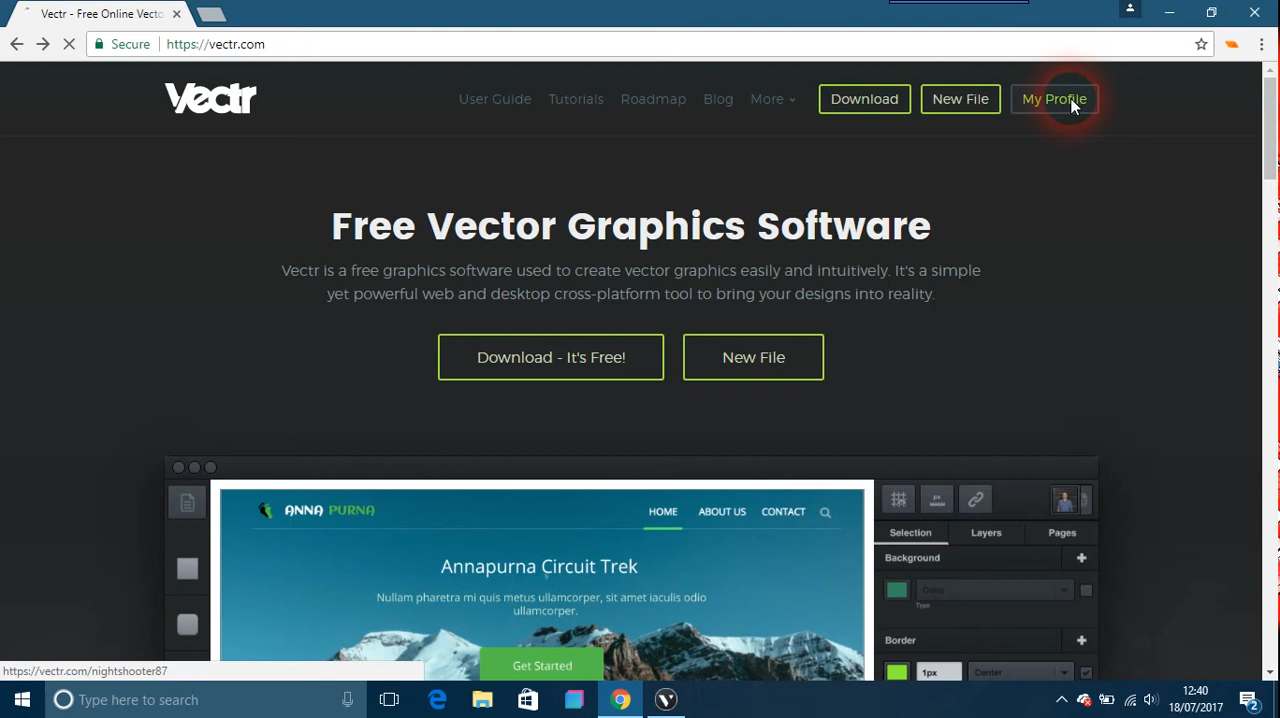 Vectr - Free Online Vecto
Secure https://vectr.com
Vectr User Guide Tutorials Roadmap Blog More Download New File My Profile
Free Vector Graphics Software
Vectr is a free graphics software used to create vector graphics easily and intuitively. It's a simple
yet powerful web and desktop cross-platform tool to bring your designs into reality.
Download - It's Free! New File
ANNA PURNA HOME ABOUT US CONTACT
Selection Layers Pages
Background
Annapurna Circuit Trek
Color
Type
Nullam pharetra mi quis metus ullamcorper, sit amet iaculis odio
ullamcorper.
Border
Get Started
1px Center
https://vectr.com/nightshooter87
Type here to search
12:40
18/07/2017
2